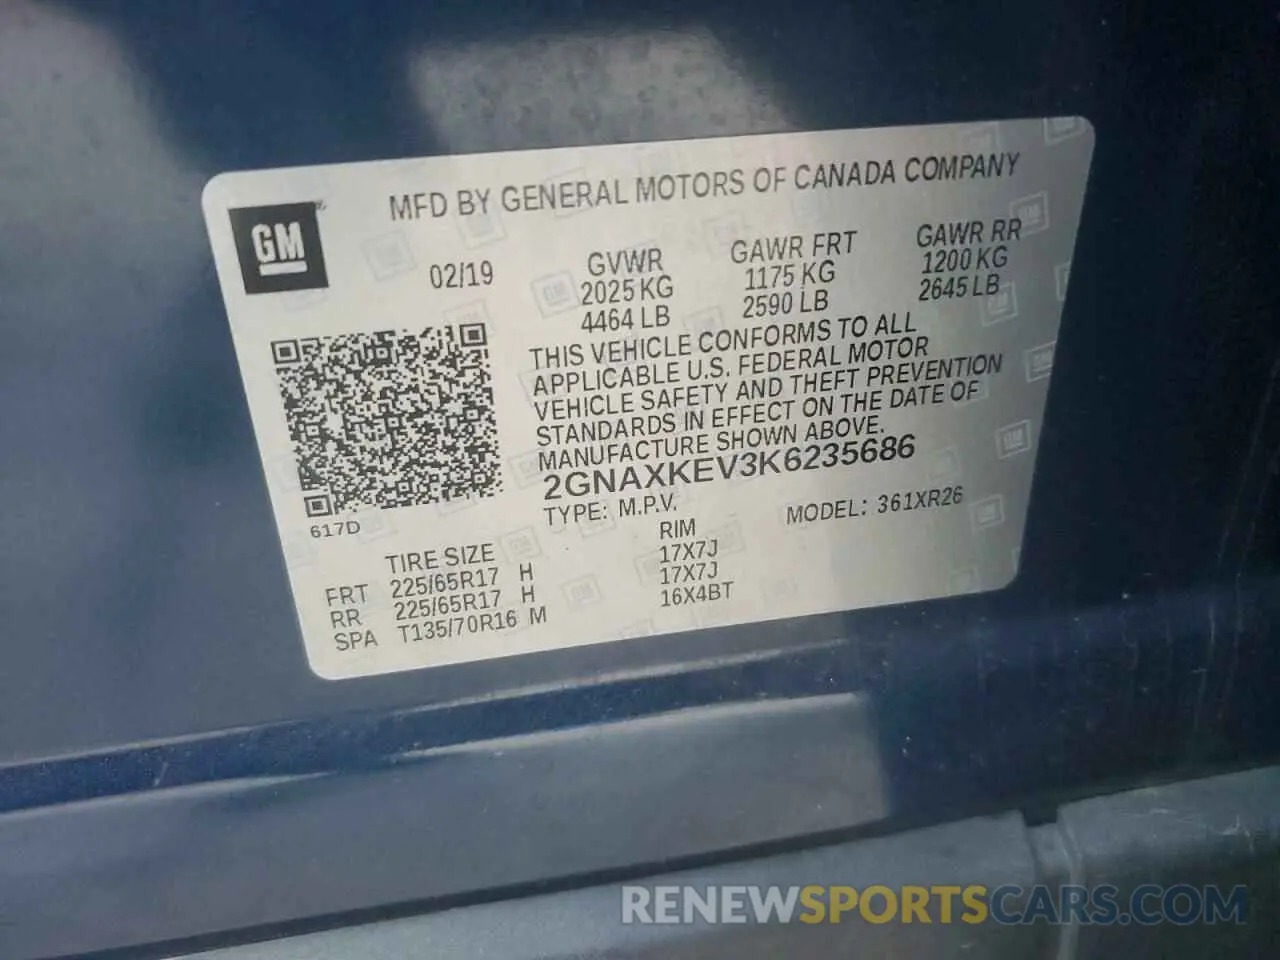 MFD BY GENERAL MOTORS OF CANADA COMPANY
GM
02/19
GVWR
2025 KG
4464 LB
GAWR FRT
1175 KG
2590 LB
GAWR RR
1200 KG
2645 LB
THIS VEHICLE CONFORMS TO ALL
APPLICABLE U.S. FEDERAL MOTOR
VEHICLE SAFETY AND THEFT PREVENTION
STANDARDS IN EFFECT ON THE DATE OF
MANUFACTURE SHOWN ABOVE.
2GNAXKEV3K6235686
TYPE: M.P.V. MODEL: 361XR26
617D
TIRE SIZE RIM
FRT 225/65R17 H 17X7J
RR 225/65R17 H 17X7J
SPA T135/70R16 M 16X4BT
RENEWSPORTSCARS.COM